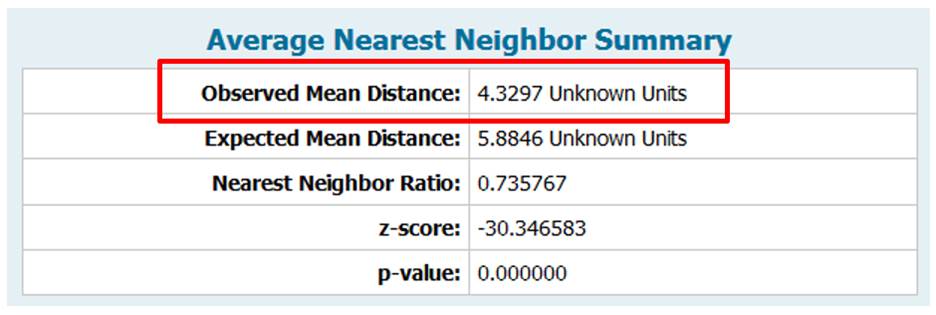 Average Nearest Neighbor Summary
Observed Mean Distance: 4.3297 Unknown Units
Expected Mean Distance: 5.8846 Unknown Units
Nearest Neighbor Ratio: 0.735767
z-score: -30.346583
p-value: 0.000000